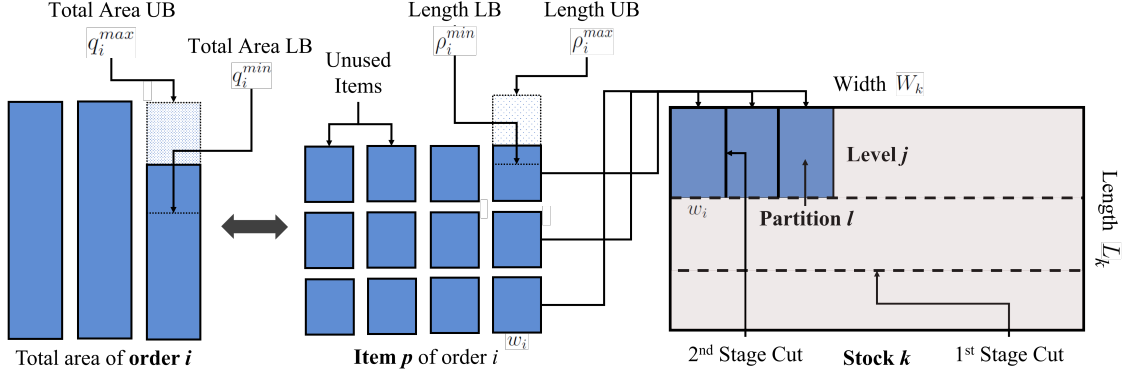 Total Area UB
q_i^{max}
Total Area LB
q_i^{min}
Length LB
ρ_i^{min}
Length UB
ρ_i^{max}
Unused
Items
Width W_k
Level j
w_i
Partition l
Length L_k
w_i
Total area of order i
Item p of order i
2nd Stage Cut
Stock k
1st Stage Cut